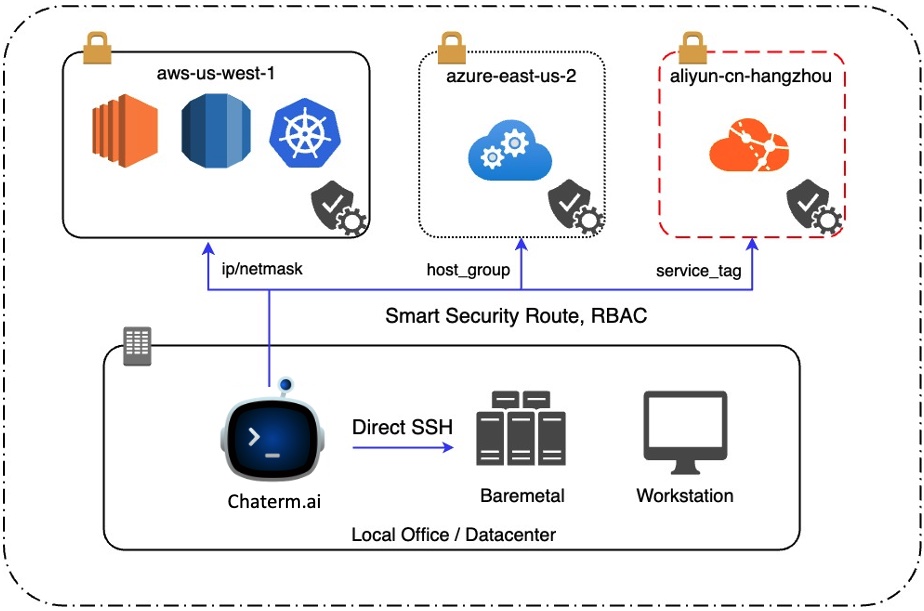 aws-us-west-1
azure-east-us-2
aliyun-cn-hangzhou
ip/netmask
host_group
service_tag
Smart Security Route, RBAC
Direct SSH
Chaterm.ai
Baremetal
Workstation
Local Office / Datacenter